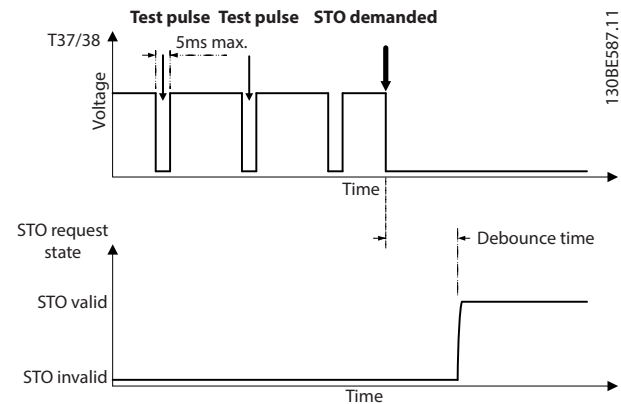 Test pulse Test pulse STO demanded
T37/38
5ms max.
Voltage
Time
130BE587.11
STO request
state
Debounce time
STO valid
STO invalid
Time